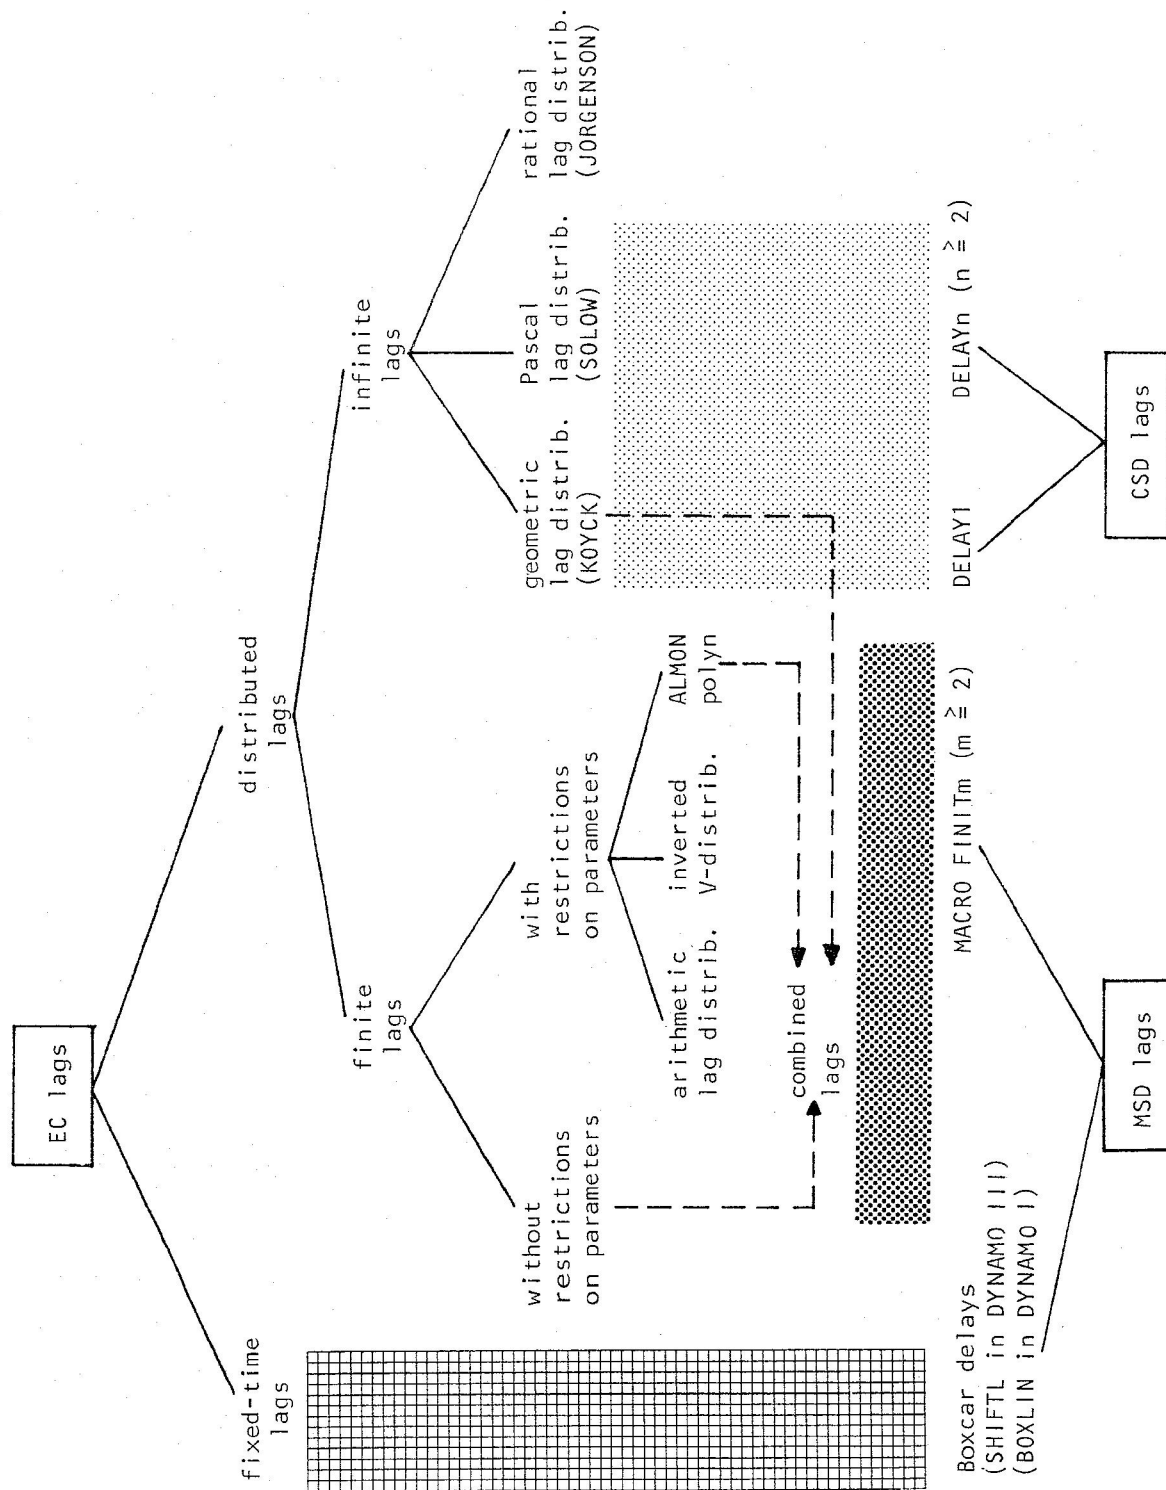 EC lags
fixed-time
lags
distributed
lags
finite
lags
infinite
lags
without
restrictions
on parameters
with
restrictions
on parameters
geometric
lag distrib.
(KOYCK)
Pascal
lag distrib.
(SOLOW)
rational
lag distrib.
(JORGENSON)
arithmetic
lag distrib.
inverted
V-distrib.
ALMON
polyn
combined
lags
Boxcar delays
(SHIFTL in DYNAMO III)
(BOXLIN in DYNAMO I)
MACRO FINITm (m ≥ 2)
DELAY1
DELAYn (n ≥ 2)
MSD lags
CSD lags